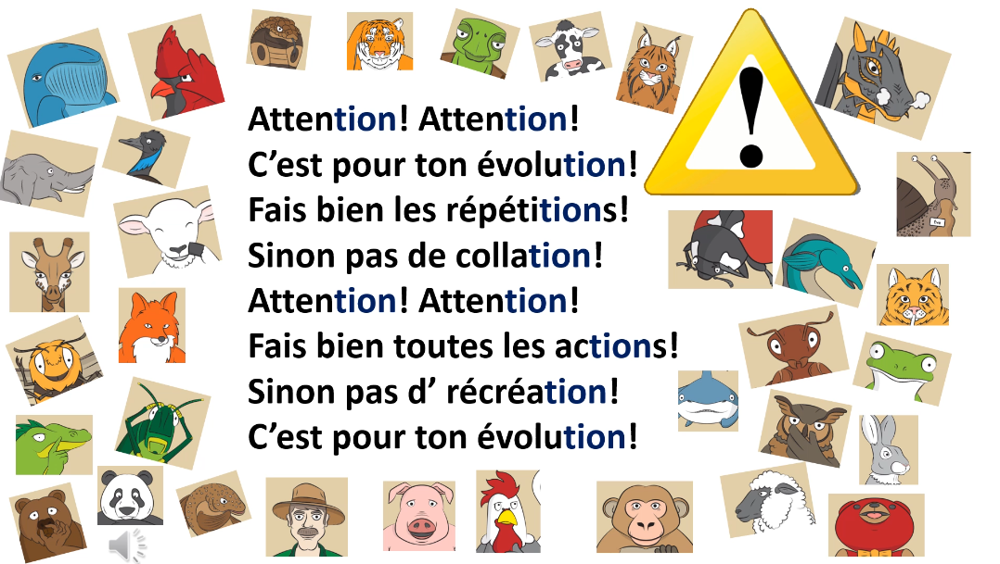 Attention! Attention!
C'est pour ton évolution!
Fais bien les répétitions!
Sinon pas de collation!
Attention! Attention!
Fais bien toutes les actions!
Sinon pas d' récréation!
C'est pour ton évolution!